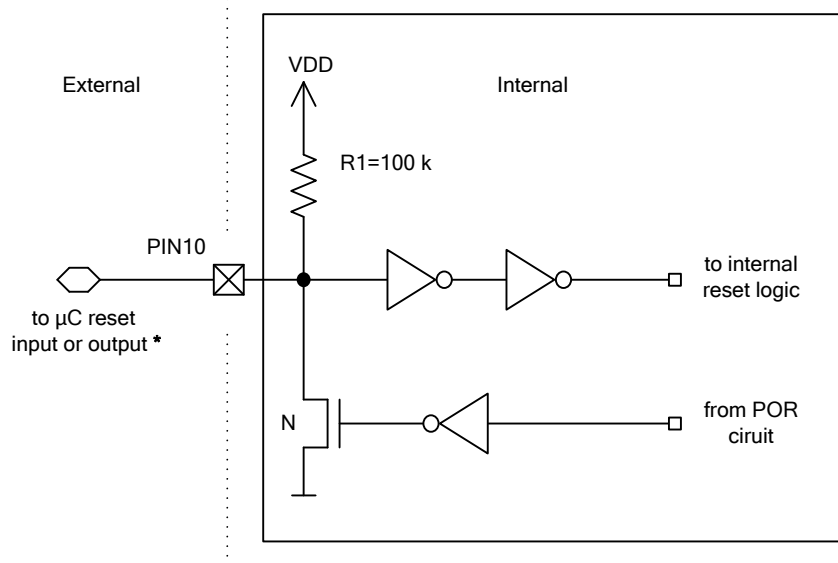 External
Internal
VDD
R1=100 k
PIN10
to internal
reset logic
to µC reset
input or output *
N
from POR
ciruit